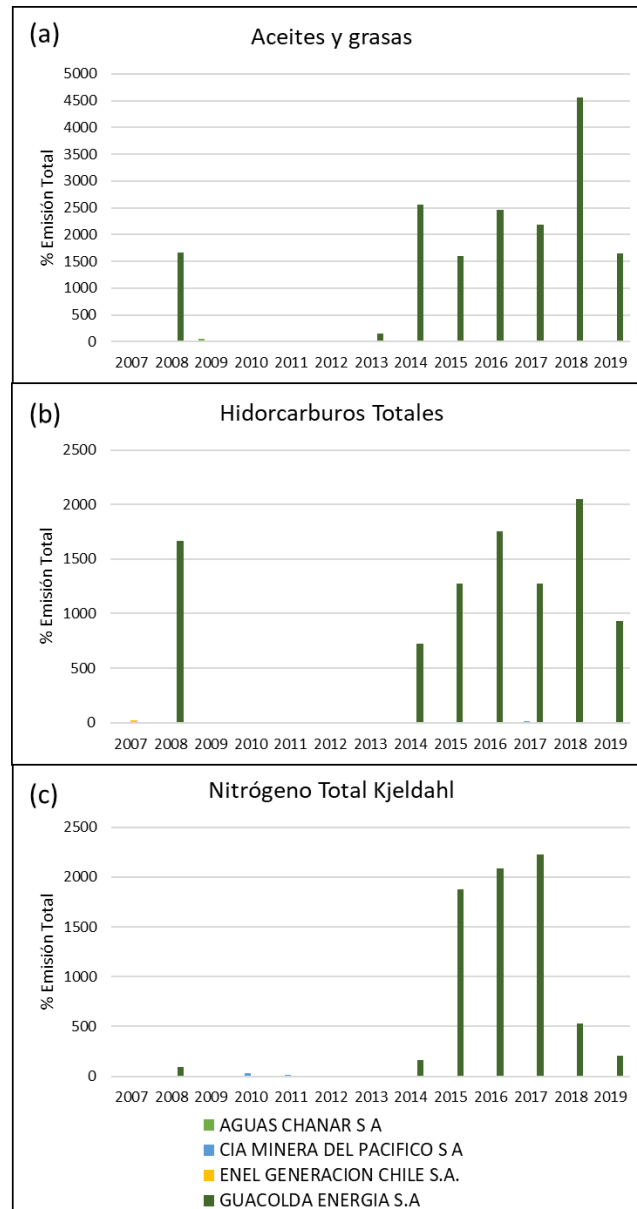 (a)
Aceites y grasas
% Emisión Total
5000
4500
4000
3500
3000
2500
2000
1500
1000
500
0
2007 2008 2009 2010 2011 2012 2013 2014 2015 2016 2017 2018 2019
(b)
Hidorcarburos Totales
% Emisión Total
2500
2000
1500
1000
500
0
2007 2008 2009 2010 2011 2012 2013 2014 2015 2016 2017 2018 2019
(c)
Nitrógeno Total Kjeldahl
% Emisión Total
2500
2000
1500
1000
500
0
2007 2008 2009 2010 2011 2012 2013 2014 2015 2016 2017 2018 2019
AGUAS CHANAR S A
CIA MINERA DEL PACIFICO S A
ENEL GENERACION CHILE S.A.
GUACOLDA ENERGIA S.A